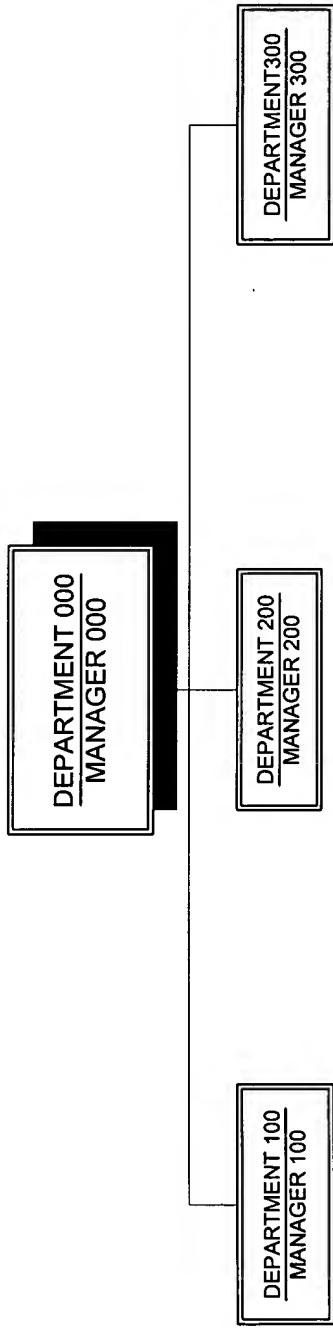 DEPARTMENT 000
MANAGER 000
DEPARTMENT 100
MANAGER 100
DEPARTMENT 200
MANAGER 200
DEPARTMENT300
MANAGER 300